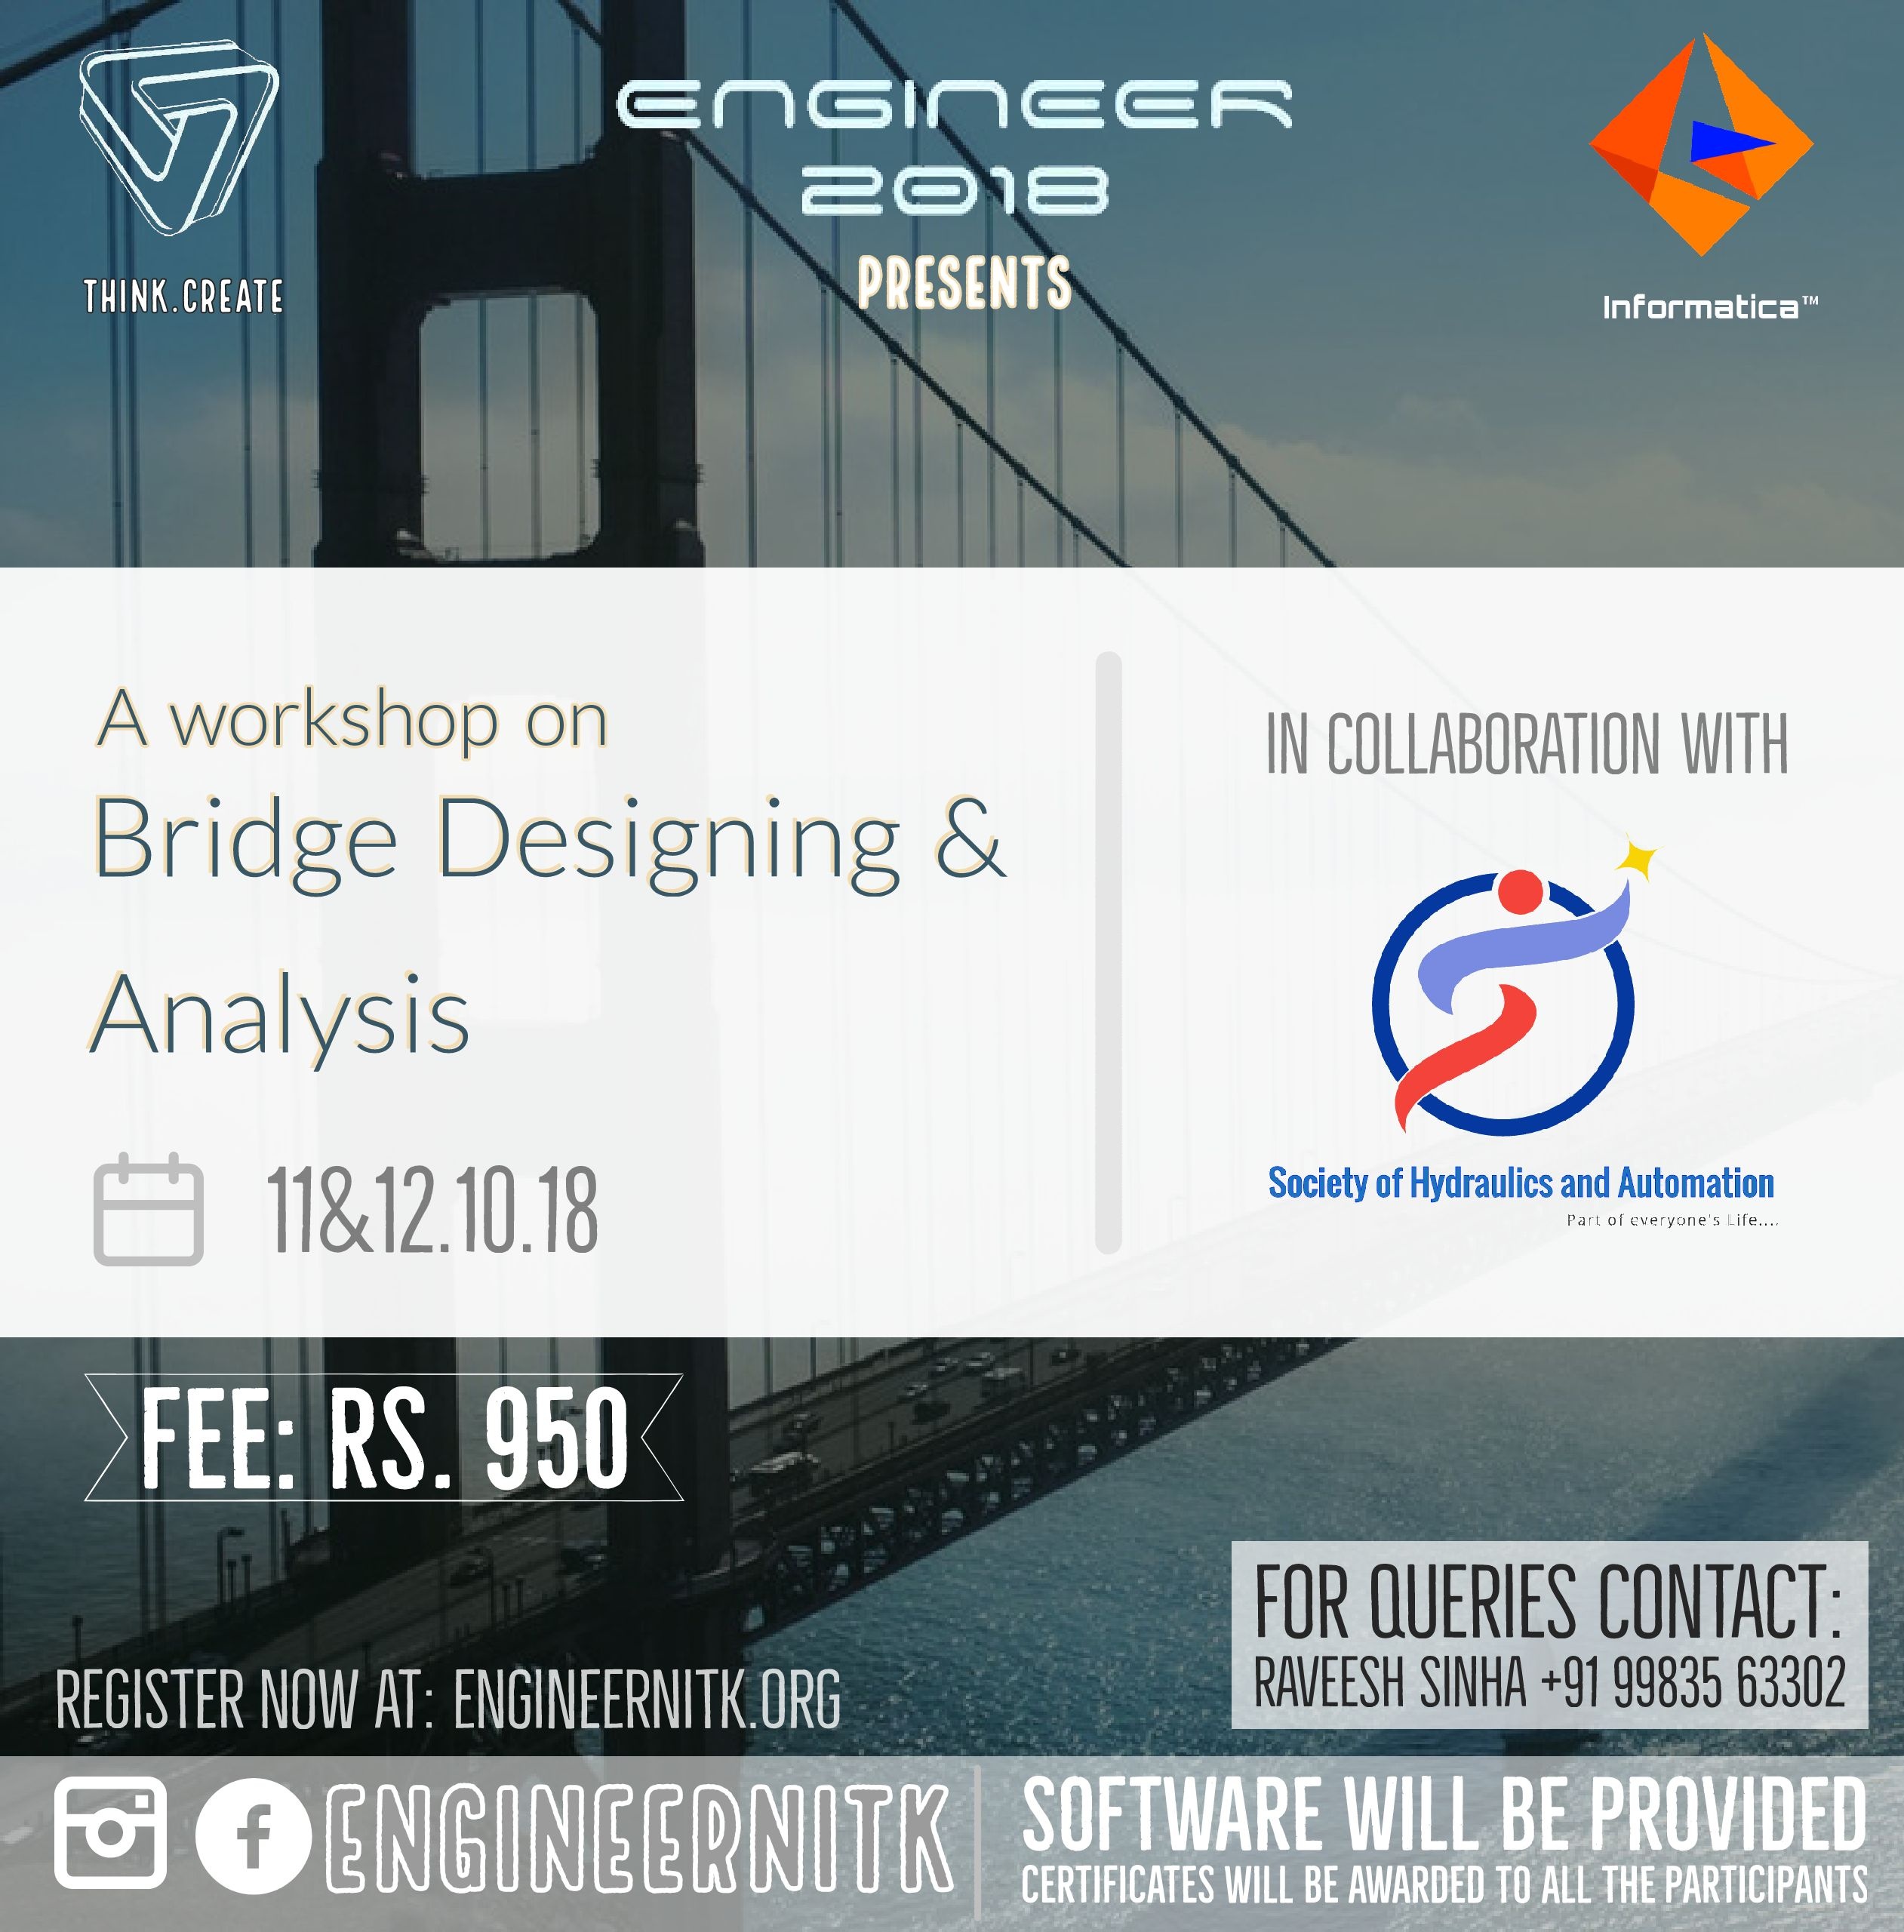 ENGINEER
2018
PRESENTS
THINK.CREATE
Informatica™
A workshop on
Bridge Designing &
Analysis
11&12.10.18
IN COLLABORATION WITH
Society of Hydraulics and Automation
Part of everyone's Life....
FEE: RS. 950
FOR QUERIES CONTACT:
RAVEESH SINHA +91 99835 63302
REGISTER NOW AT: ENGINEERNITK.ORG
ENGINEERNITK
SOFTWARE WILL BE PROVIDED
CERTIFICATES WILL BE AWARDED TO ALL THE PARTICIPANTS